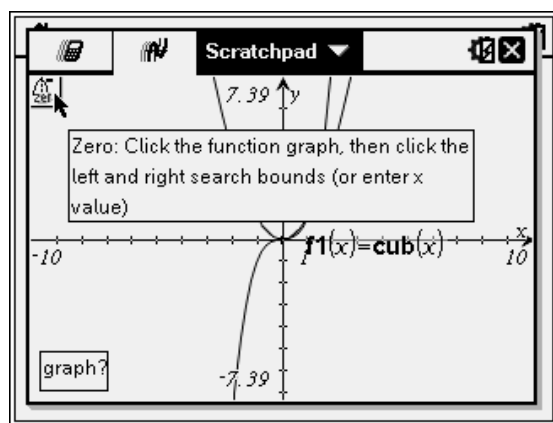 Scratchpad
zero
7.39 y
Zero: Click the function graph, then click the
left and right search bounds (or enter x
value)
x
f1(x)=cub(x)
-10 1 10
graph?
-7.39